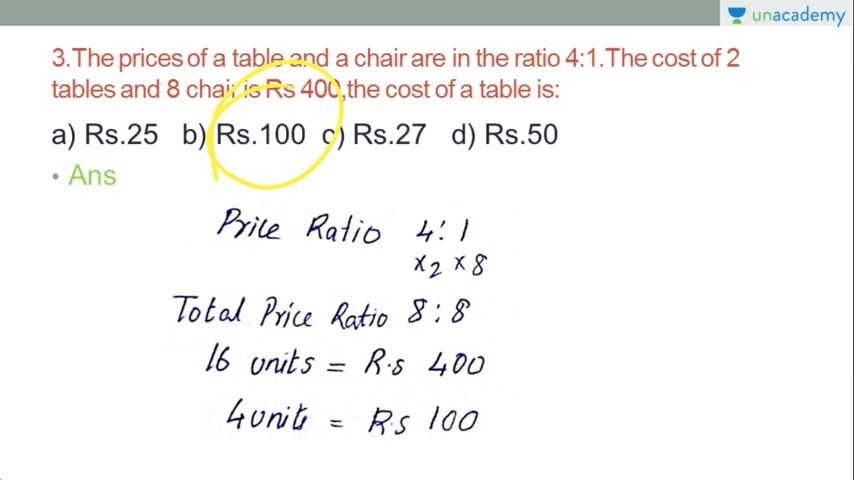 unacademy
3.The prices of a table and a chair are in the ratio 4:1.The cost of 2
tables and 8 chair is Rs 400,the cost of a table is:
a) Rs.25 b) Rs.100 c) Rs.27 d) Rs.50
• Ans
Price Ratio 4:1
x2 x8
Total Price Ratio 8:8
16 units = R.s 400
4units = R.s 100